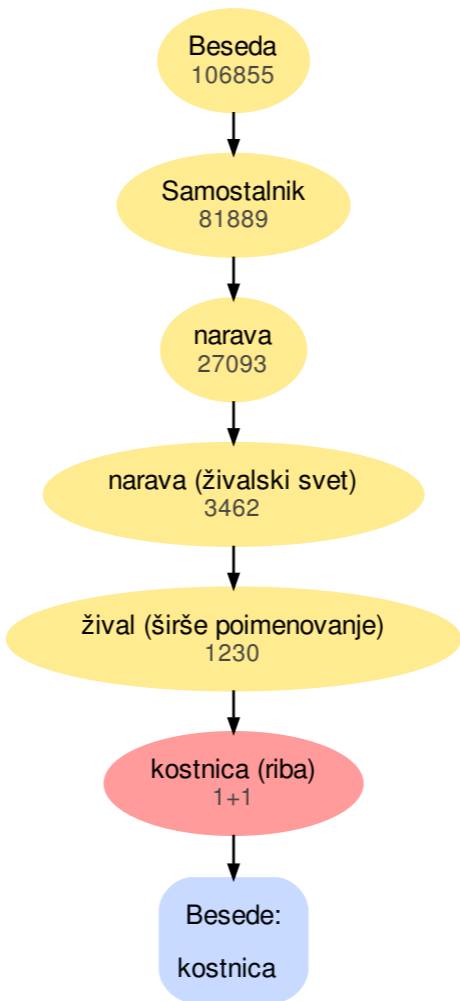 Beseda
106855
Samostalnik
81889
narava
27093
narava (živalski svet)
3462
žival (širše poimenovanje)
1230
kostnica (riba)
1+1
Besede:
kostnica